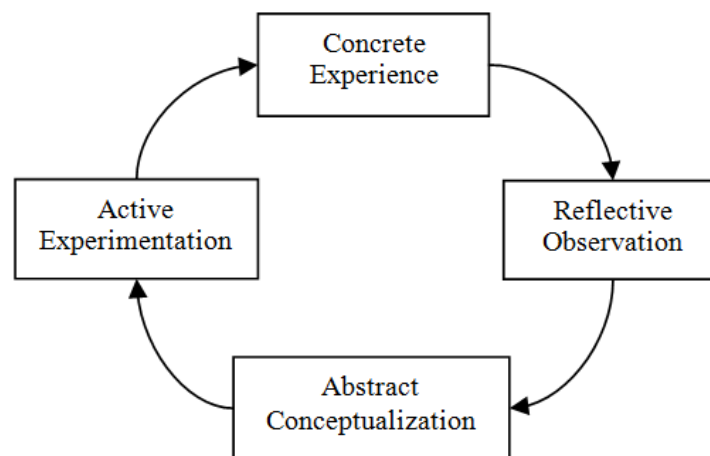 Concrete
Experience
Active
Experimentation
Reflective
Observation
Abstract
Conceptualization